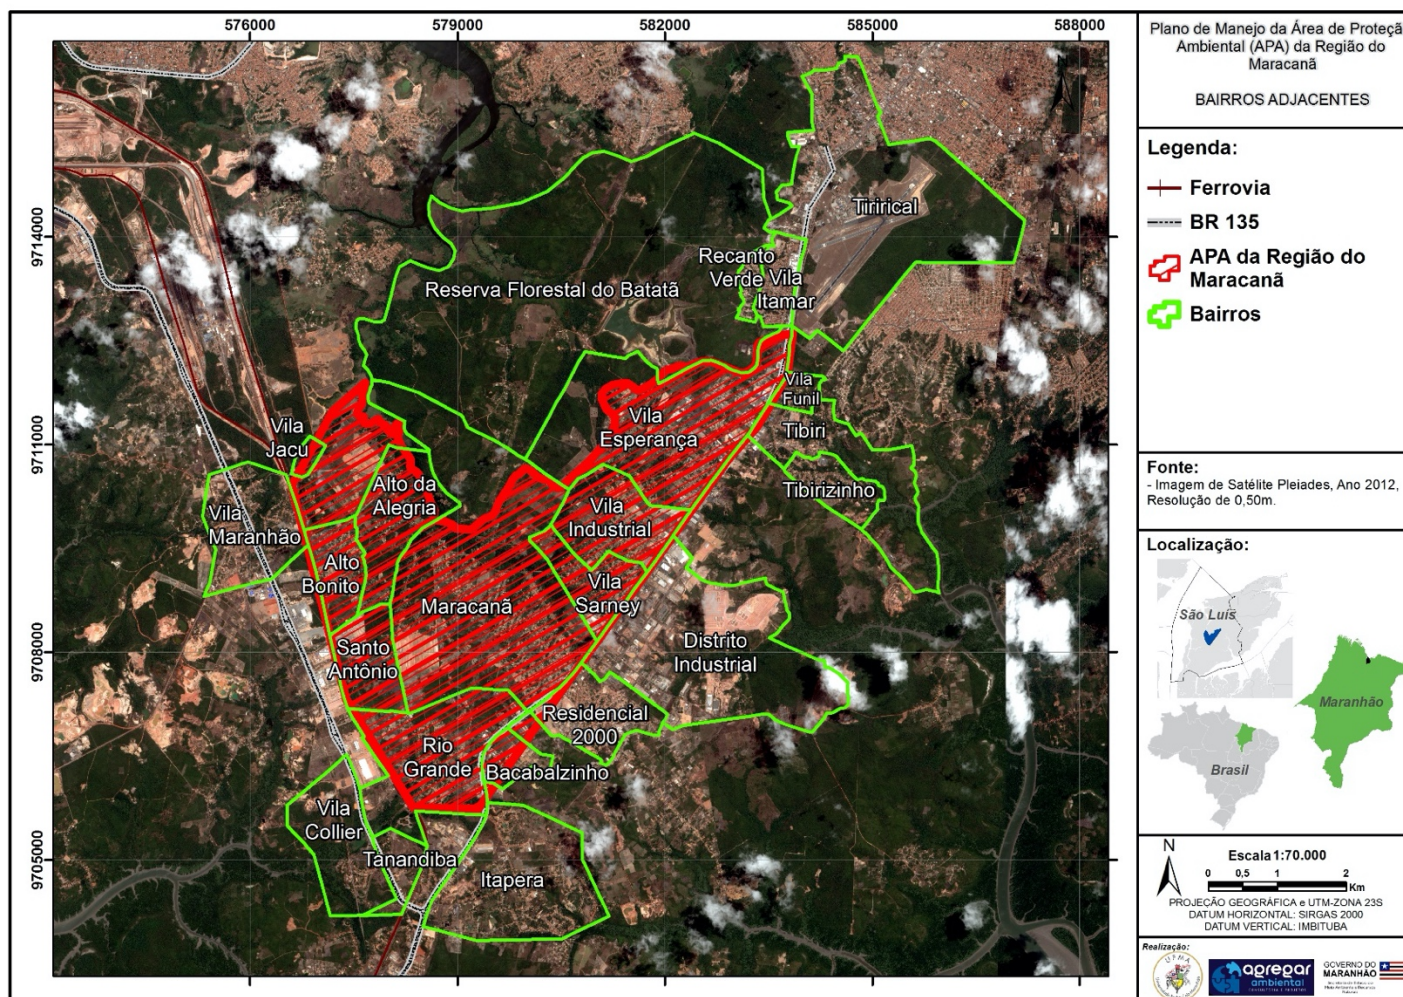 576000
579000
582000
585000
588000
9714000
9711000
9708000
9705000
Tiririca​l
Recanto
Verde
Vila
Itamar
Reserva Florestal do Batatã
Vila
Funil
Vila
Esperança
Tibiri
Vila
Jacú
Alto da
Alegria
Tibirizinho
Vila
Maranhão
Vila
Industrial
Alto
Bonito
Maracanã
Vila
Sarney
Santo
Antônio
Distrito
Industrial
Residencial
2000
Rio
Grande
Bacabalzinho
Vila
Collier
Tanandiba
Itapera
Plano de Manejo da Área de Proteçã
Ambiental (APA) da Região do
Maracanã
BAIRROS ADJACENTES
Legenda:
Ferrovia
BR 135
APA da Região do
Maracanã
Bairros
Fonte:
- Imagem de Satélite Pleiades, Ano 2012,
Resolução de 0,50m.
Localização:
São Luís
Maranhão
Brasil
N
Escala 1:70.000
0 0,5 1 2
Km
PROJEÇÃO GEOGRÁFICA e UTM-ZONA 23S
DATUM HORIZONTAL: SIRGAS 2000
DATUM VERTICAL: IMBITUBA
Realização:
UFMA
agregar
ambiental
GOVERNO DO
MARANHÃO